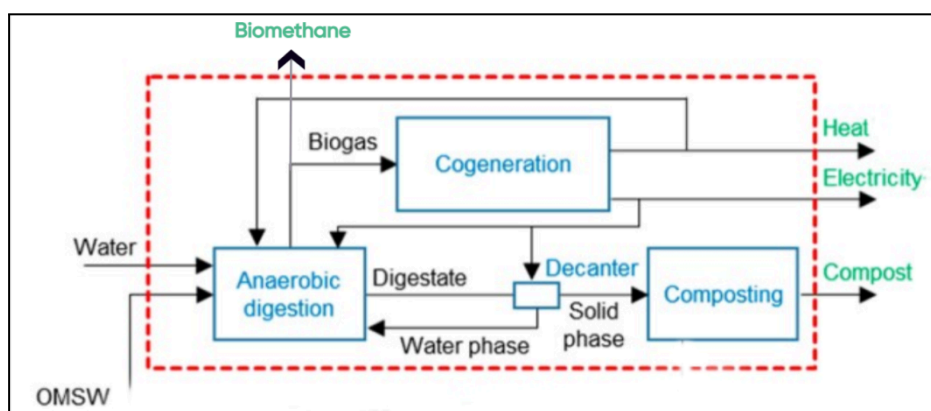 Biomethane
Heat
Biogas
Cogeneration
Electricity
Water
Anaerobic
digestion
Digestate
Decanter
Composting
Compost
Solid
phase
Water phase
OMSW